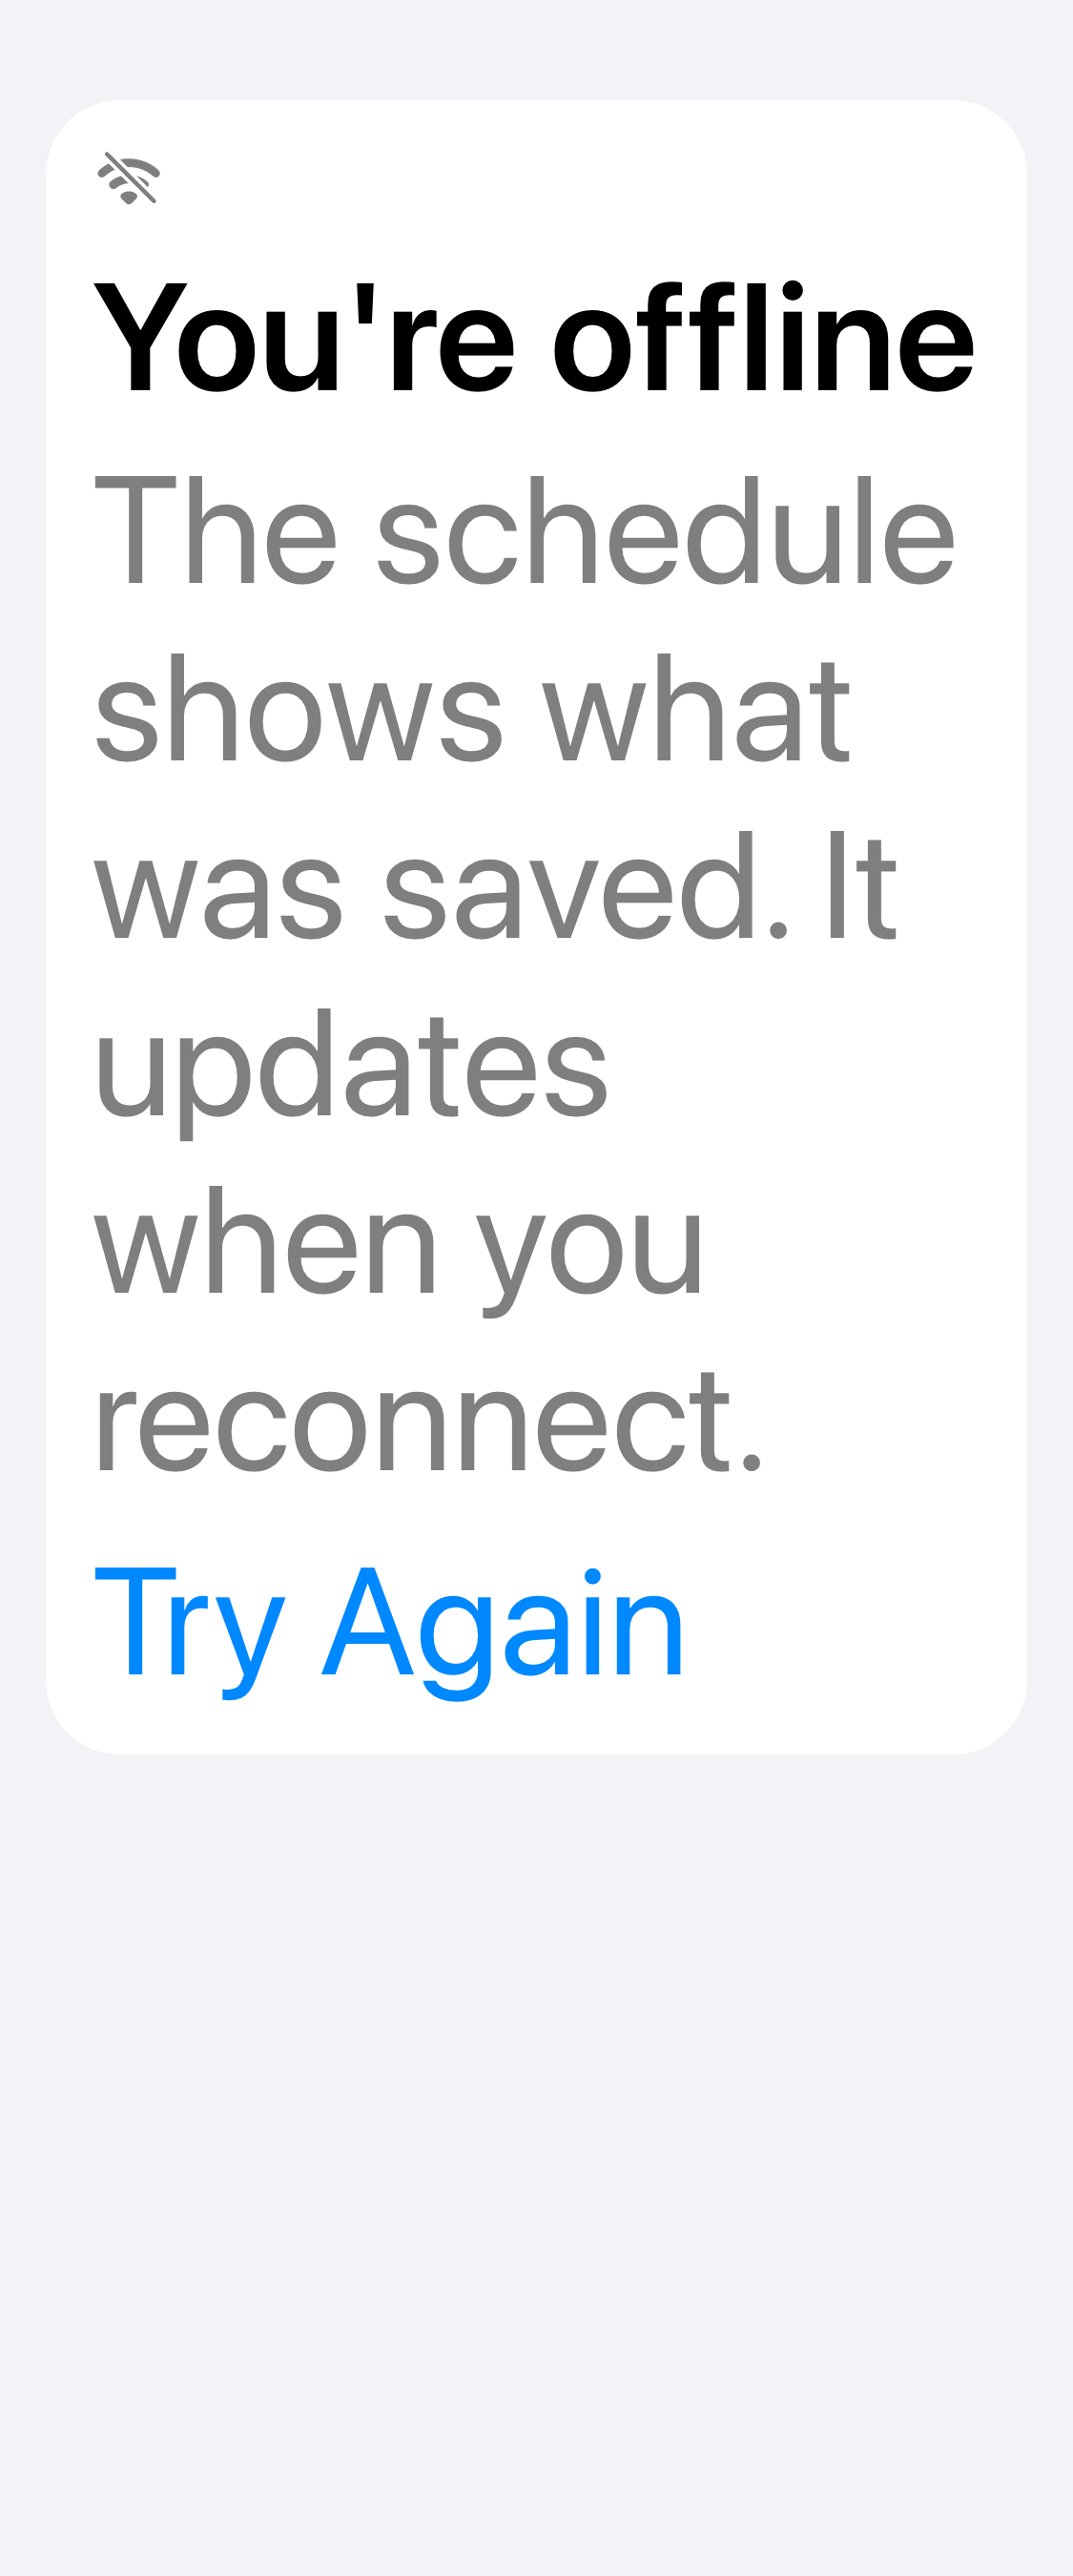 You're offline
The schedule
shows what
was saved. It
updates
when you
reconnect.
Try Again